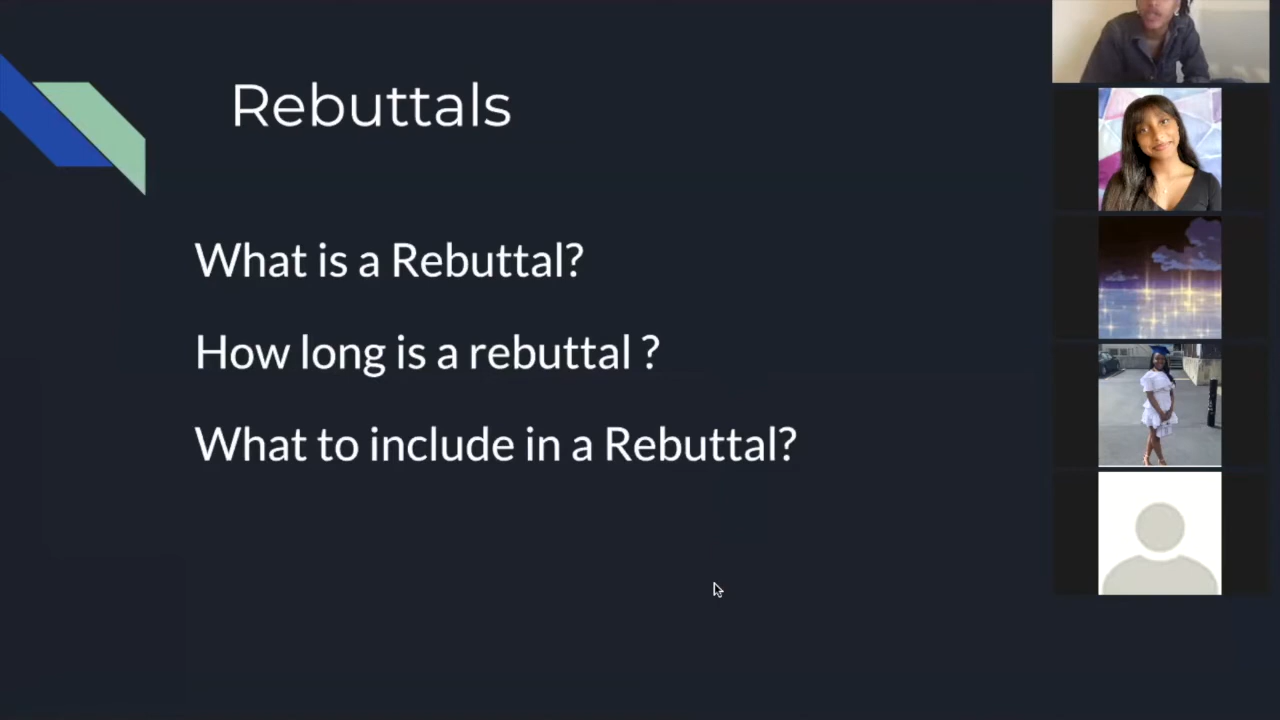 Rebuttals
What is a Rebuttal?
How long is a rebuttal ?
What to include in a Rebuttal?